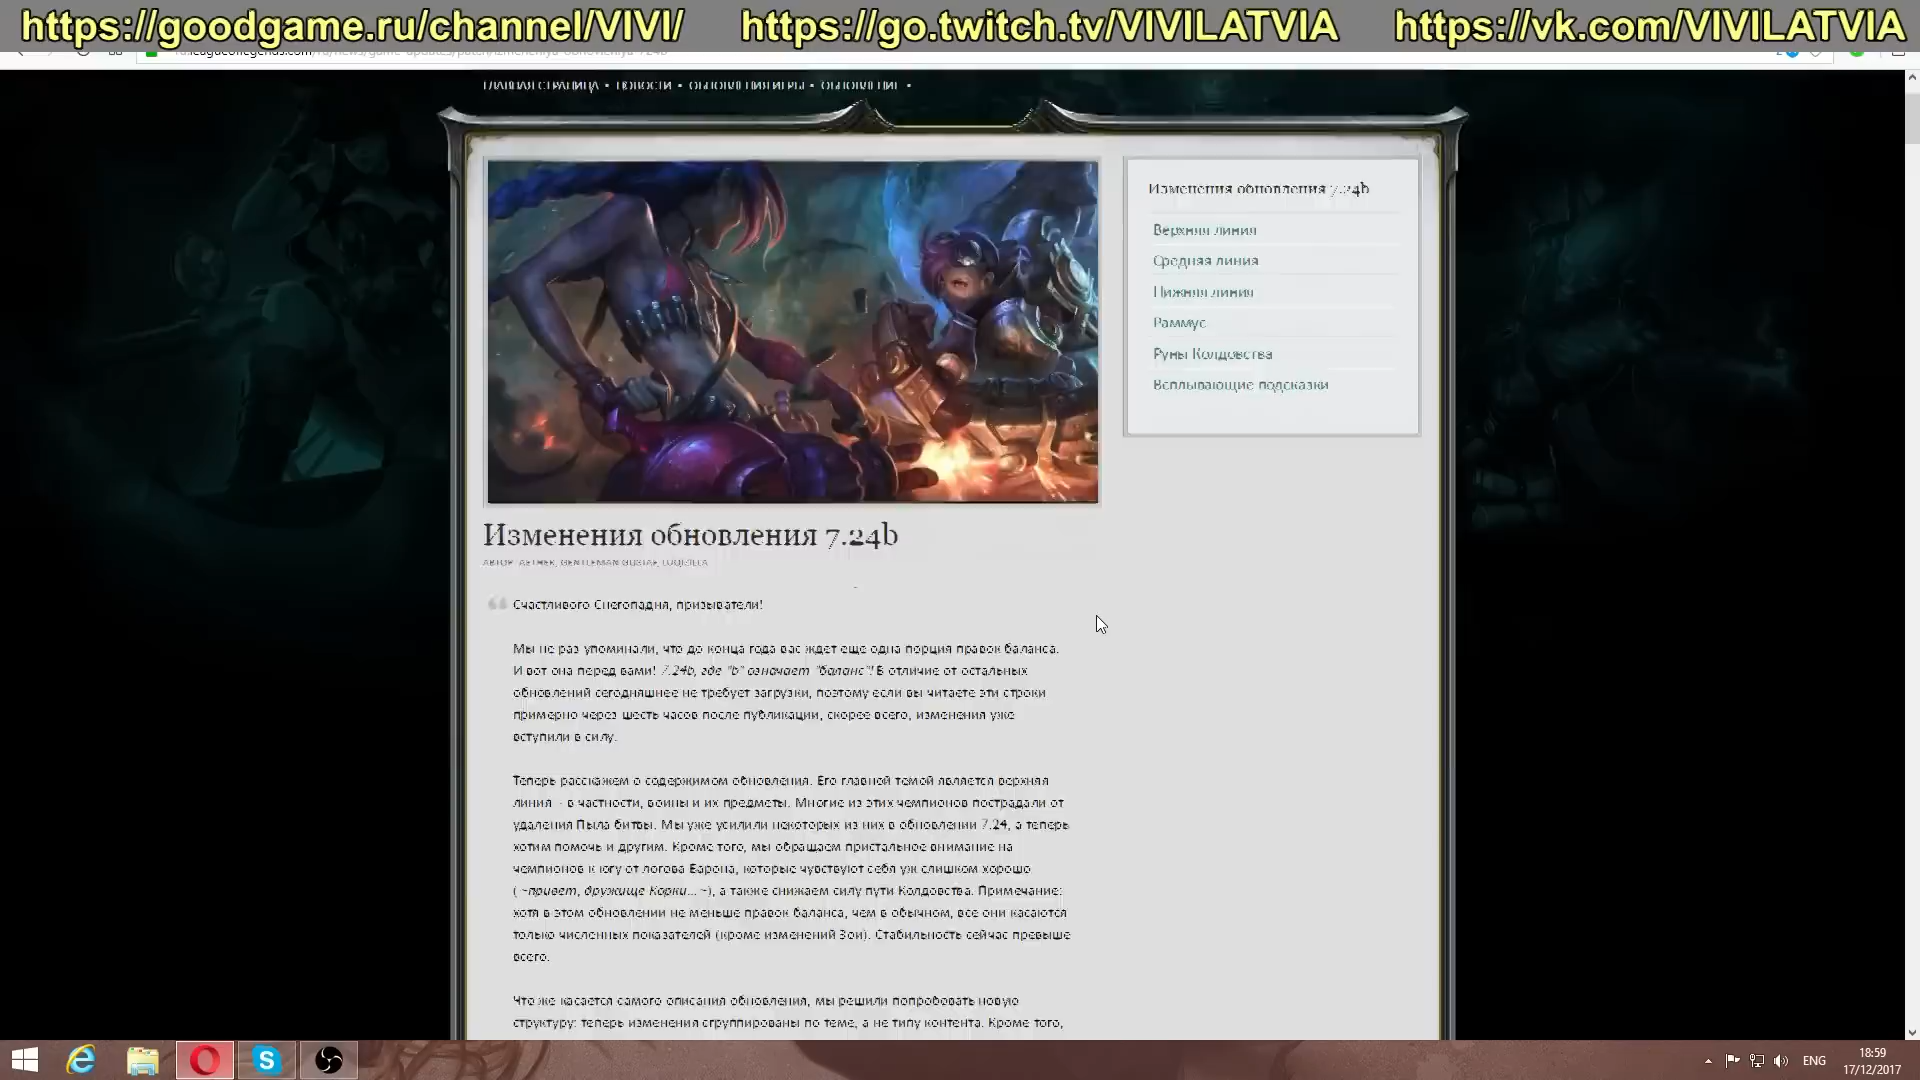 https://goodgame.ru/channel/VIVI/ https://go.twitch.tv/VIVILATVIA https://vk.com/VIVILATVIA
ГЛАВНАЯ СТРАНИЦА • НОВОСТИ • ОБНОВЛЕНИЯ ИГРЫ • ОБНОВЛЕНИЕ •
Изменения обновления 7.24b
Верхняя линия
Средняя линия
Нижняя линия
Раммус
Руны Колдовства
Всплывающие подсказки
Изменения обновления 7.24b
АВТОР: AETHER, GENTLEMAN GUSTAF, LUQIZILLA
Счастливого Снегопадня, призыватели!
Мы не раз упоминали, что до конца года вас ждет еще одна порция правок баланса.
И вот она перед вами! 7.24b, где "b" означает "баланс"! В отличие от остальных
обновлений сегодняшнее не требует загрузки, поэтому если вы читаете эти строки
примерно через шесть часов после публикации, скорее всего, изменения уже
вступили в силу.
Теперь расскажем о содержимом обновления. Его главной темой является верхняя
линия - в частности, воины и их предметы. Многие из этих чемпионов пострадали от
удаления Пыла битвы. Мы уже усилили некоторых из них в обновлении 7.24, а теперь
хотим помочь и другим. Кроме того, мы обращаем пристальное внимание на
чемпионов к югу от логова Барона, которые чувствуют себя уж слишком хорошо
(~привет, дружище Корки...~), а также снижаем силу пути Колдовства. Примечание:
хотя в этом обновлении не меньше правок баланса, чем в обычном, все они касаются
только численных показателей (кроме изменений Зои). Стабильность сейчас превыше
всего.
Что же касается самого описания обновления, мы решили попробовать новую
структуру: теперь изменения сгруппированы по теме, а не типу контента. Кроме того,
ENG
18:59
17/12/2017